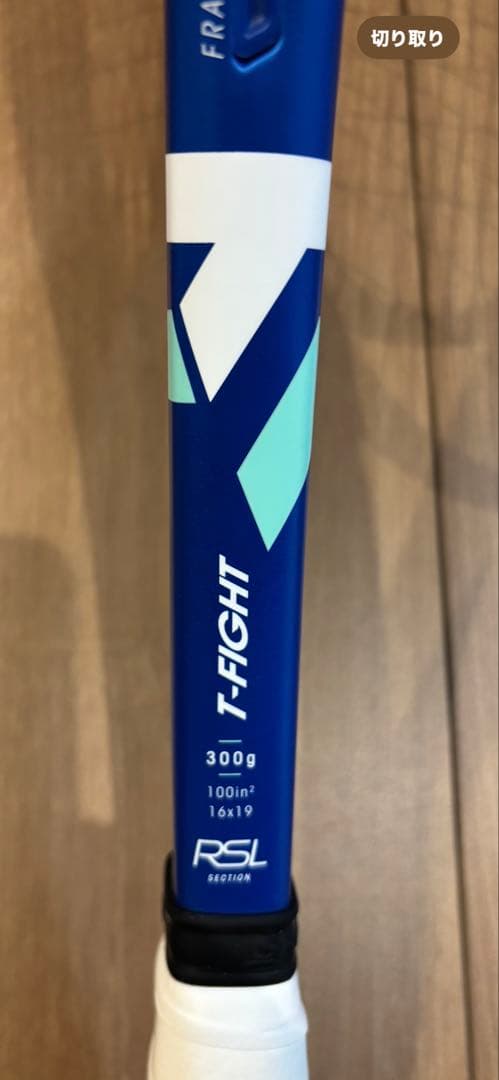 切り取り
FRA
T-FIGHT
300g
100in²
16x19
RSL
SECTION